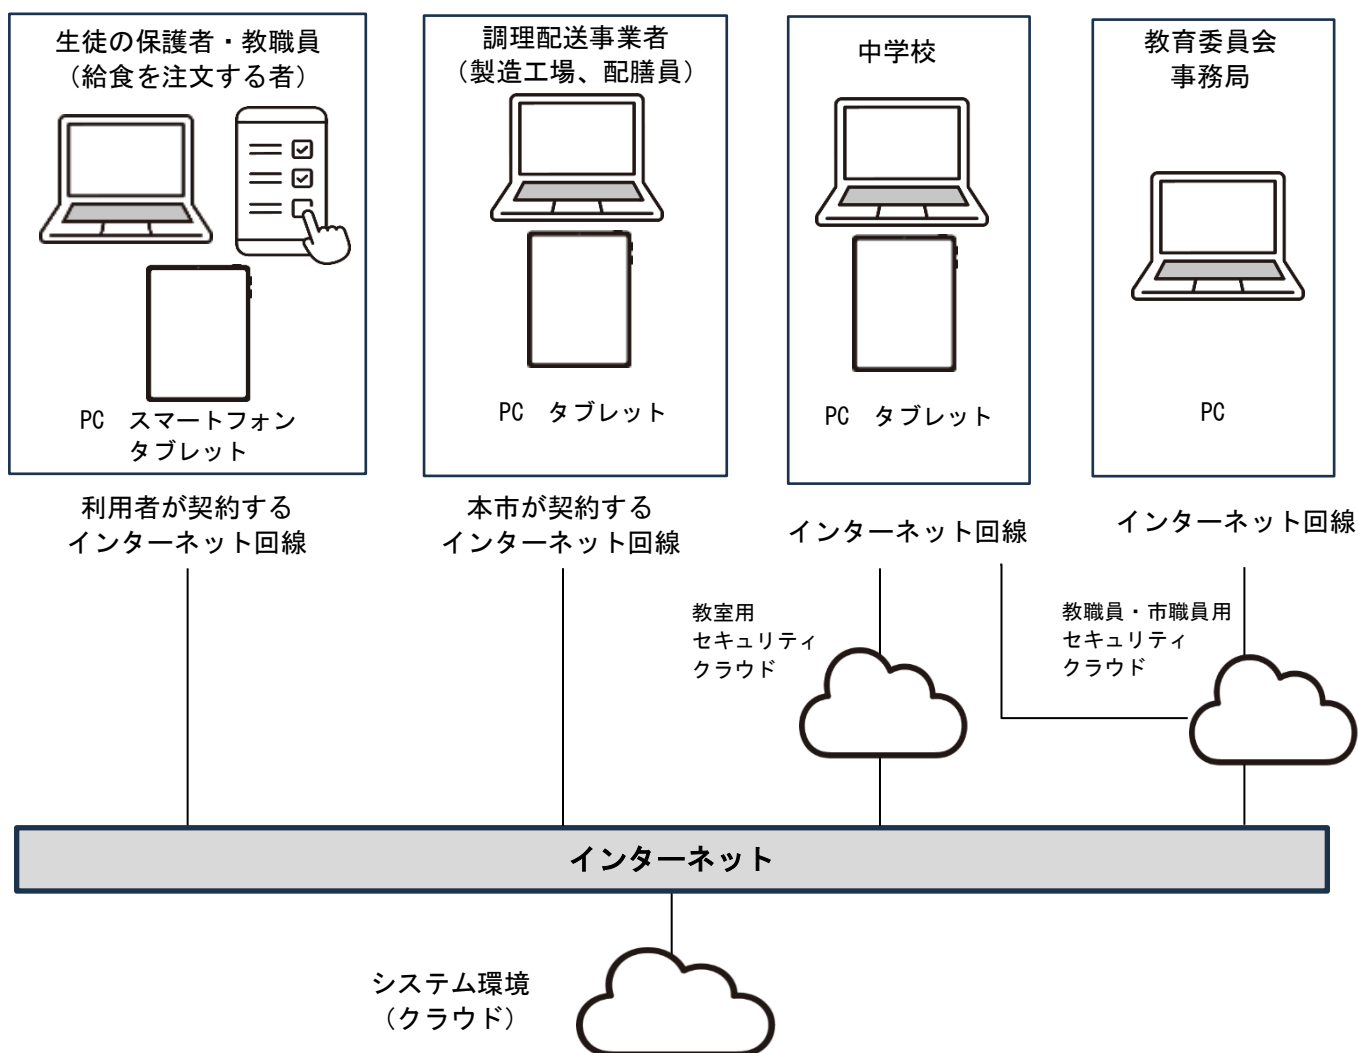 生徒の保護者・教職員
（給食を注文する者）
PC　スマートフォン
タブレット
調理配送事業者
（製造工場、配膳員）
PC　タブレット
中学校
PC　タブレット
教育委員会
事務局
PC
利用者が契約する
インターネット回線
本市が契約する
インターネット回線
インターネット回線
インターネット回線
教室用
セキュリティ
クラウド
教職員・市職員用
セキュリティ
クラウド
インターネット
システム環境
（クラウド）